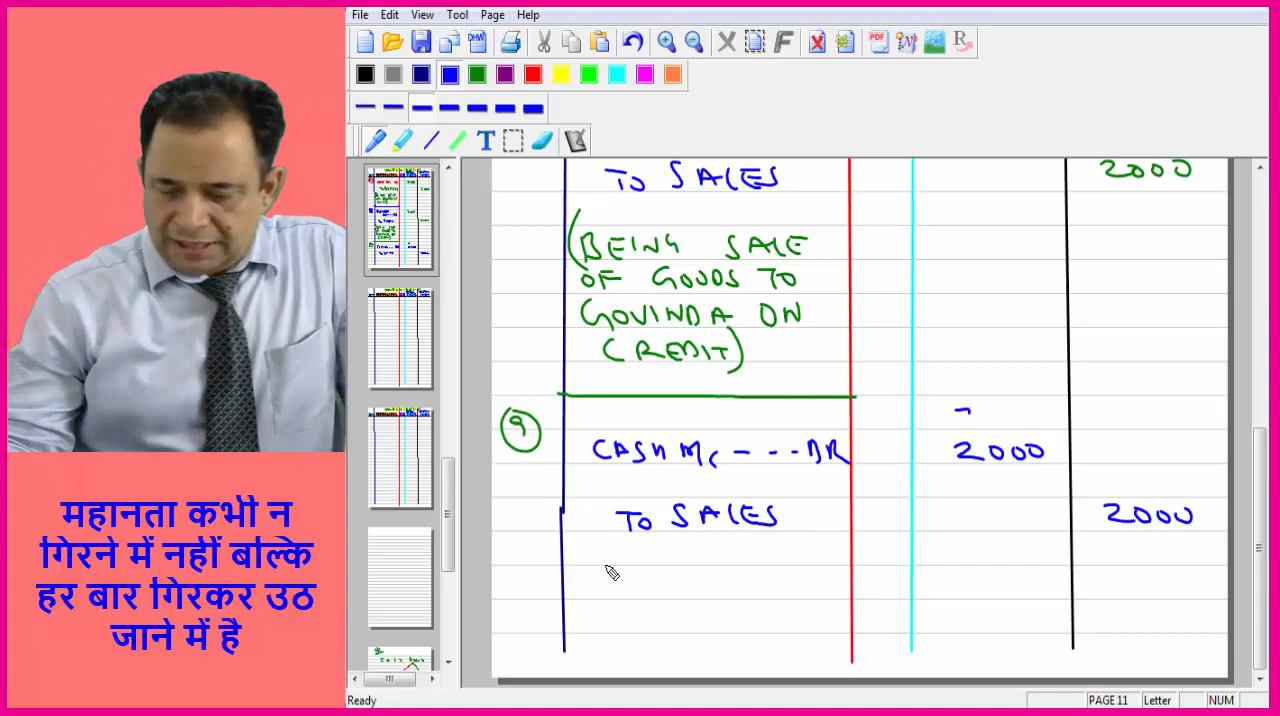 File Edit View Tool Page Help
PDF
TO SALES 2000
(BEING SALE
OF GOODS TO
GOVINDA ON
CREDIT)
9
CASH A/C - - - - DR 2000
TO SALES 2000
महानता कभी न
गिरने में नहीं बल्कि
हर बार गिरकर उठ
जाने में है
Ready PAGE 11 Letter NUM